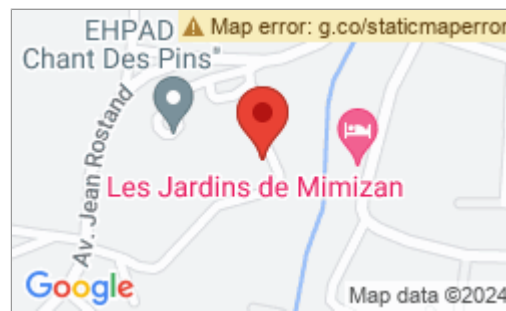 EHPAD
Chant Des Pins
⚠ Map error: g.co/staticmaperror
Av. Jean Rostand
Les Jardins de Mimizan
Google
Map data ©2024